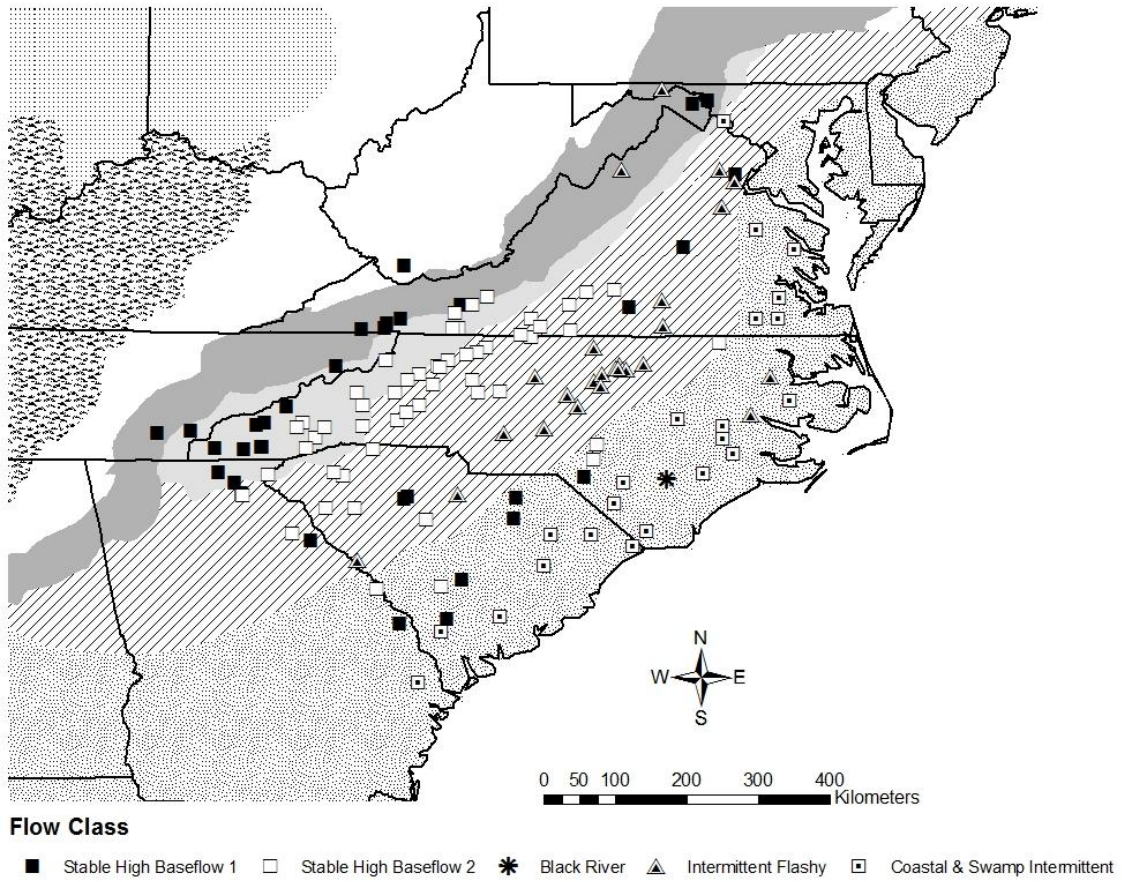 N
W E
S
0 50 100 200 300 400
Kilometers
Flow Class
Stable High Baseflow 1 Stable High Baseflow 2 Black River Intermittent Flashy Coastal & Swamp Intermittent